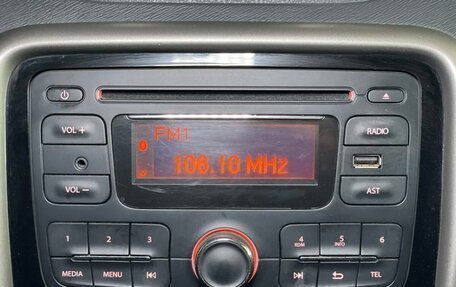 VOL +
FM1
106.10 MHz
RADIO
VOL −
AST
1 2 3
4 RDM 5 INFO 6
MEDIA MENU
TEL